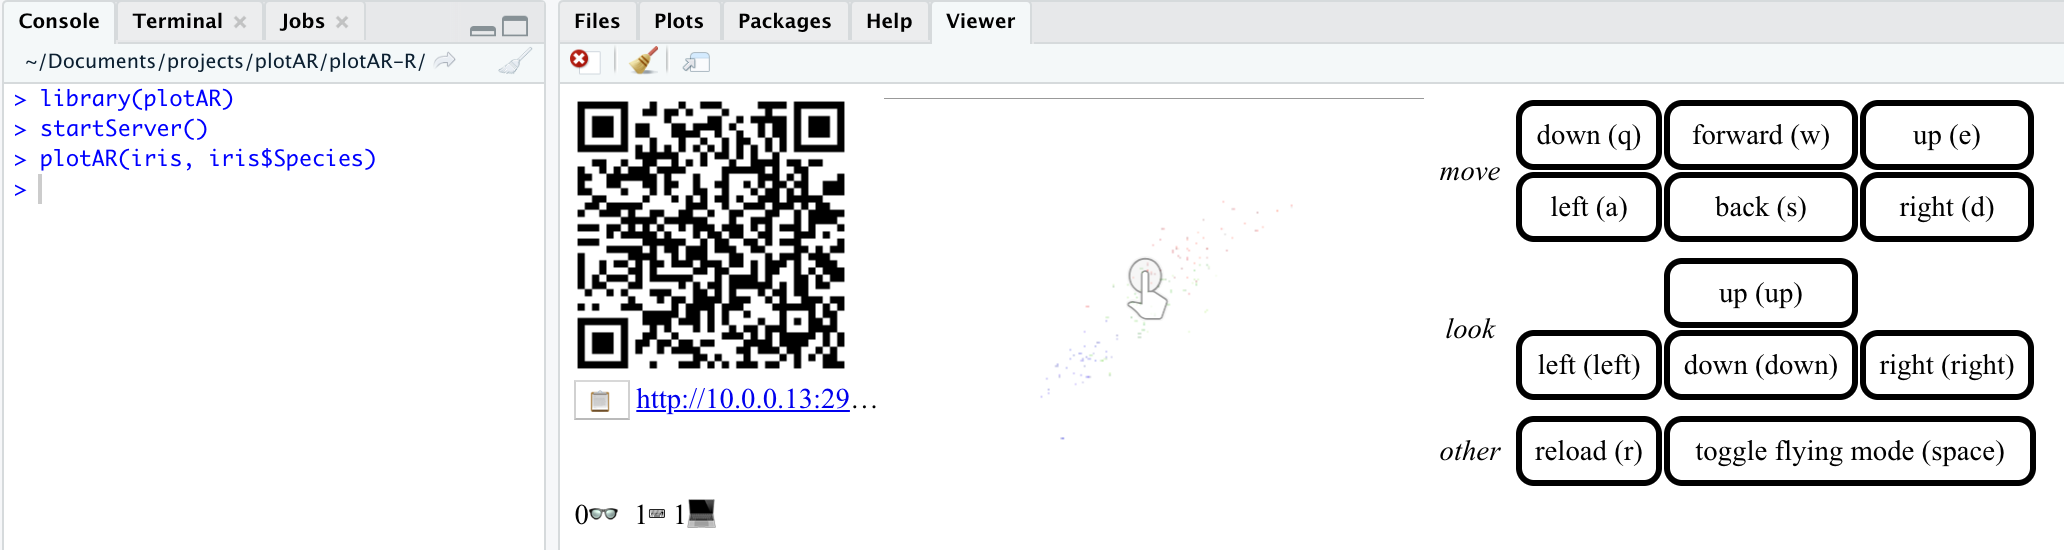 Console Terminal Jobs
~/Documents/projects/plotAR/plotAR-R/
> library(plotAR)
> startServer()
> plotAR(iris, iris$Species)
>
Files Plots Packages Help Viewer
http://10.0.0.13:29…
0 1 1
move
down (q) forward (w) up (e)
left (a) back (s) right (d)
look
up (up)
left (left) down (down) right (right)
other
reload (r) toggle flying mode (space)